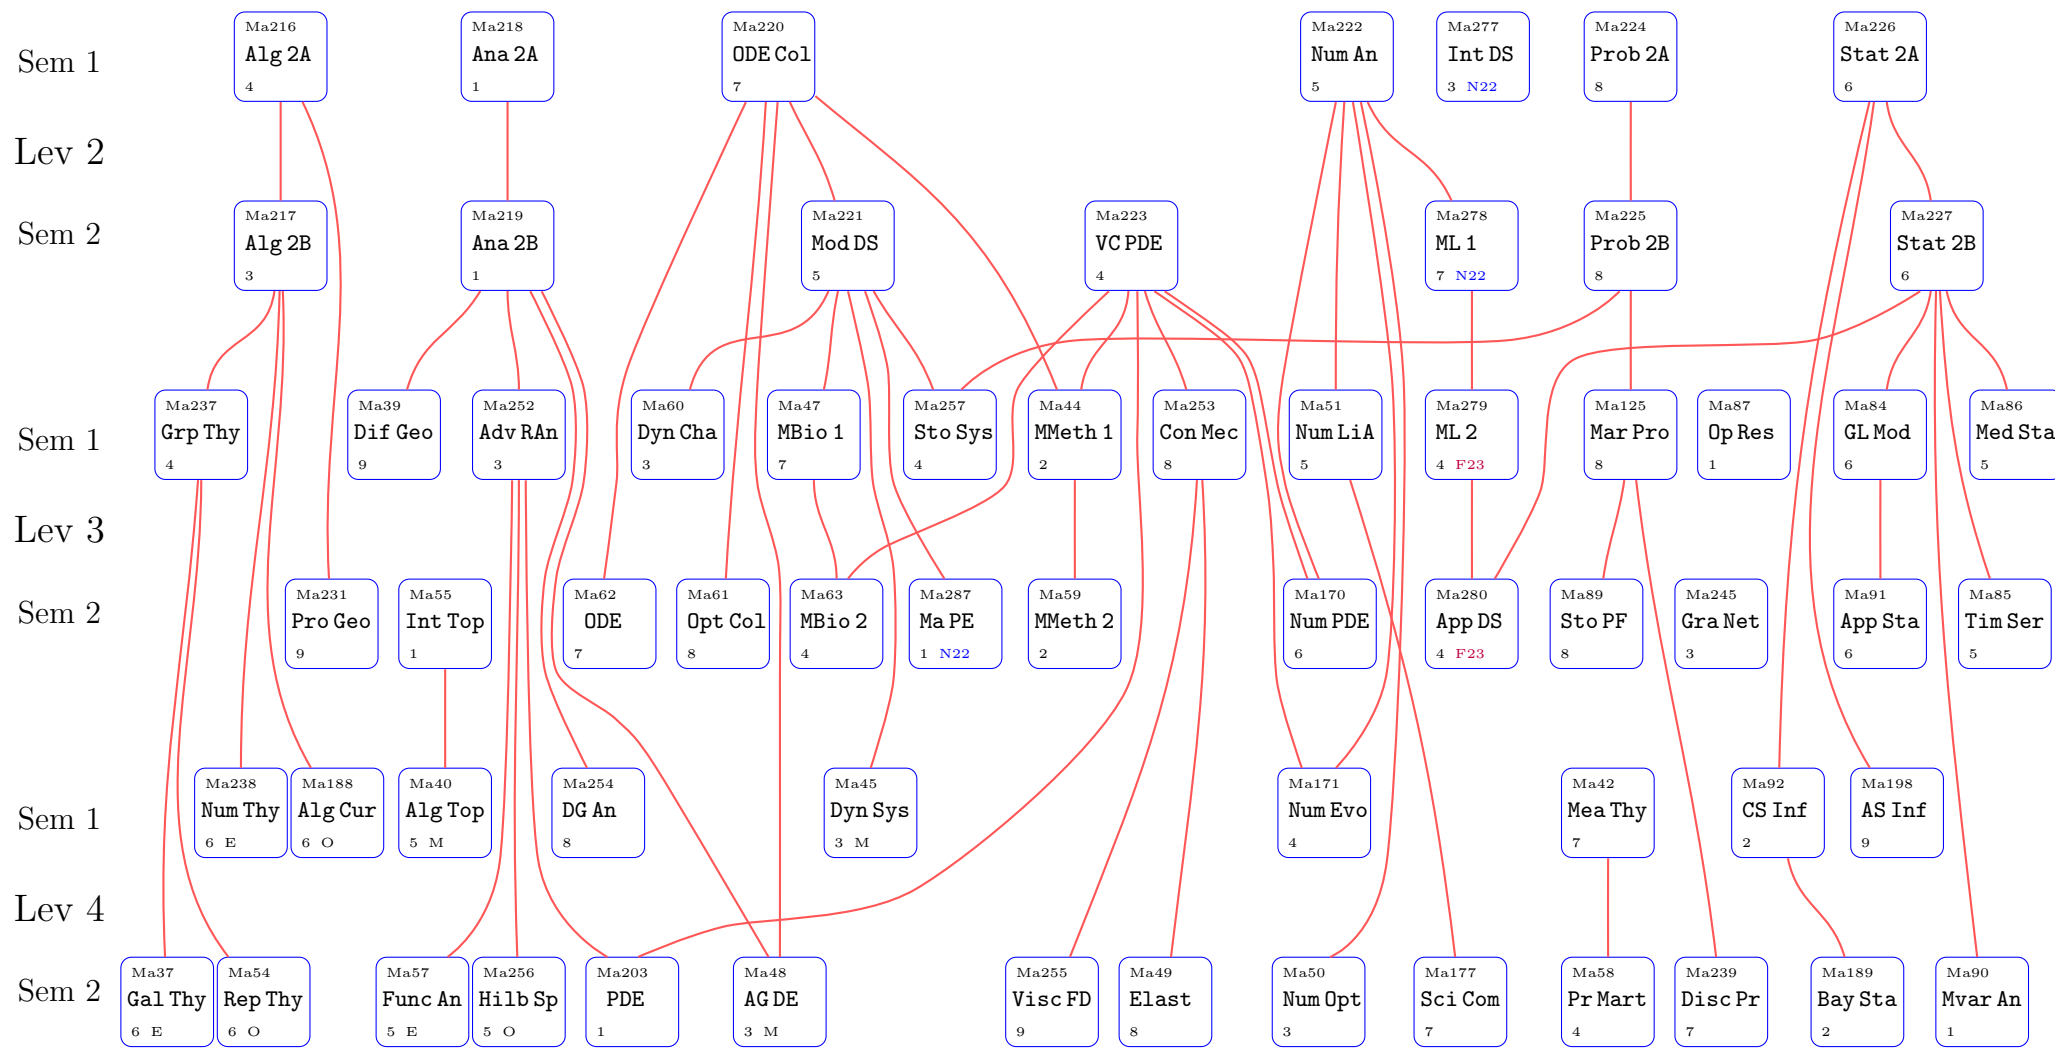 Sem 1
Ma216
Alg 2A
4
Ma218
Ana 2A
1
Ma220
ODE Col
7
Ma222
Num An
5
Ma277
Int DS
3 N22
Ma224
Prob 2A
8
Ma226
Stat 2A
6
Lev 2
Sem 2
Ma217
Alg 2B
3
Ma219
Ana 2B
1
Ma221
Mod DS
5
Ma223
VC PDE
4
Ma278
ML 1
7 N22
Ma225
Prob 2B
8
Ma227
Stat 2B
6
Sem 1
Ma237
Grp Thy
4
Ma39
Dif Geo
9
Ma252
Adv RAn
3
Ma60
Dyn Cha
3
Ma47
MBio 1
7
Ma257
Sto Sys
4
Ma44
MMeth 1
2
Ma253
Con Mec
8
Ma51
Num LiA
5
Ma279
ML 2
4 F23
Ma125
Mar Pro
8
Ma87
Op Res
1
Ma84
GL Mod
6
Ma86
Med Sta
5
Lev 3
Sem 2
Ma231
Pro Geo
9
Ma55
Int Top
1
Ma62
ODE
7
Ma61
Opt Col
8
Ma63
MBio 2
4
Ma287
Ma PE
1 N22
Ma59
MMeth 2
2
Ma170
Num PDE
6
Ma280
App DS
4 F23
Ma89
Sto PF
8
Ma245
Gra Net
3
Ma91
App Sta
6
Ma85
Tim Ser
5
Sem 1
Ma238
Num Thy
6 E
Ma188
Alg Cur
6 O
Ma40
Alg Top
5 M
Ma254
DG An
8
Ma45
Dyn Sys
3 M
Ma171
Num Evo
4
Ma42
Mea Thy
7
Ma92
CS Inf
2
Ma198
AS Inf
9
Lev 4
Sem 2
Ma37
Gal Thy
6 E
Ma54
Rep Thy
6 O
Ma57
Func An
5 E
Ma256
Hilb Sp
5 O
Ma203
PDE
1
Ma48
AG DE
3 M
Ma255
Visc FD
9
Ma49
Elast
8
Ma50
Num Opt
3
Ma177
Sci Com
7
Ma58
Pr Mart
4
Ma239
Disc Pr
7
Ma189
Bay Sta
2
Ma90
Mvar An
1